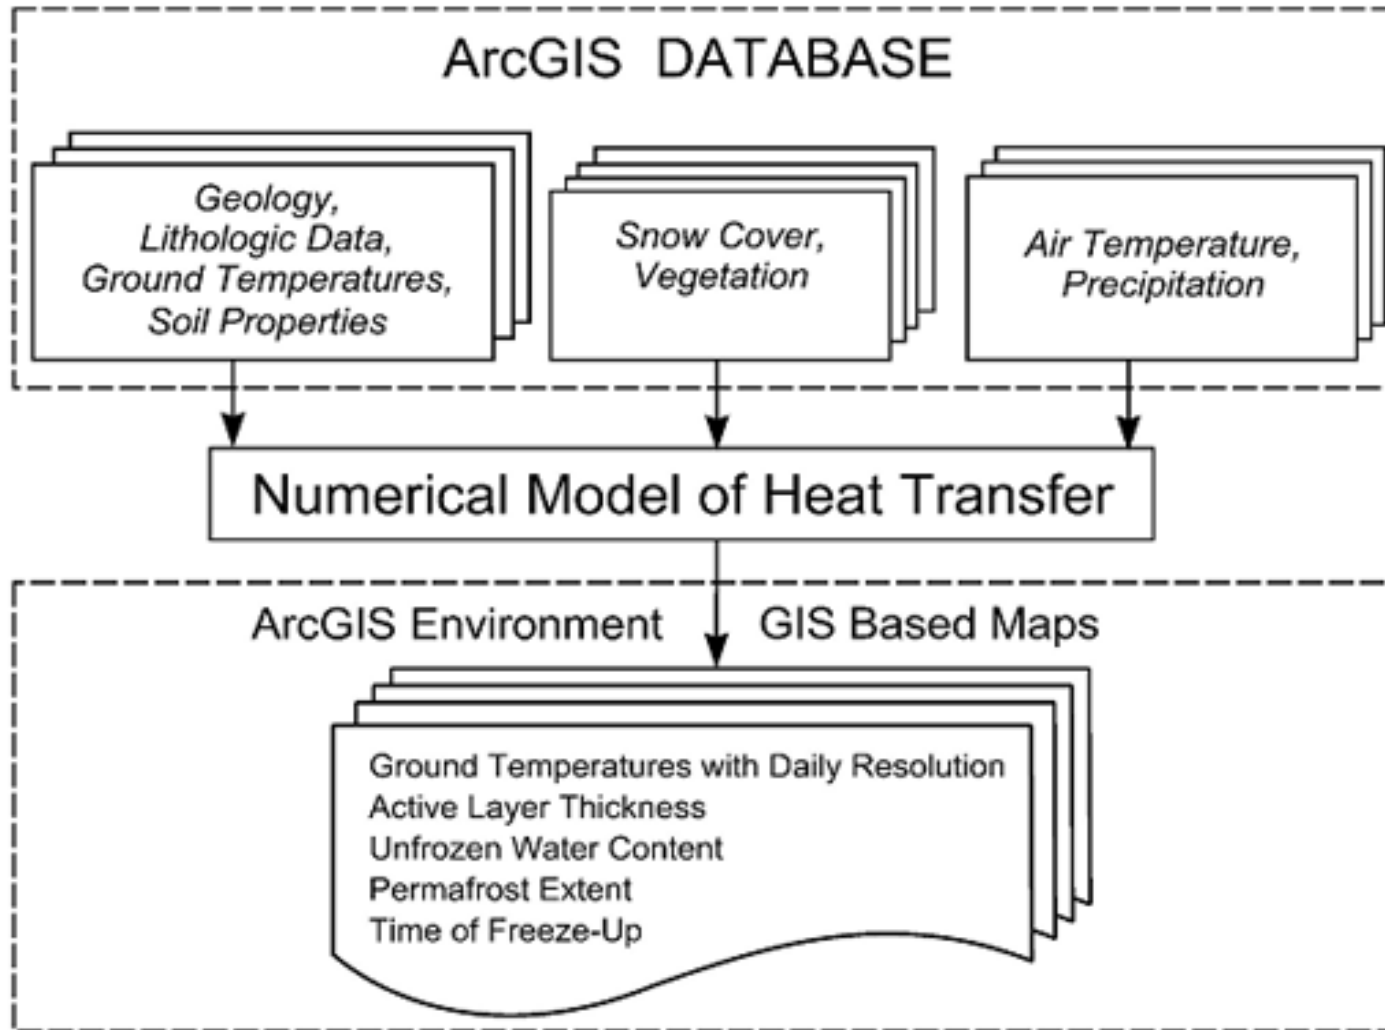 ArcGIS DATABASE
Geology,
Lithologic Data,
Ground Temperatures,
Soil Properties
Snow Cover,
Vegetation
Air Temperature,
Precipitation
Numerical Model of Heat Transfer
ArcGIS Environment
GIS Based Maps
Ground Temperatures with Daily Resolution
Active Layer Thickness
Unfrozen Water Content
Permafrost Extent
Time of Freeze-Up